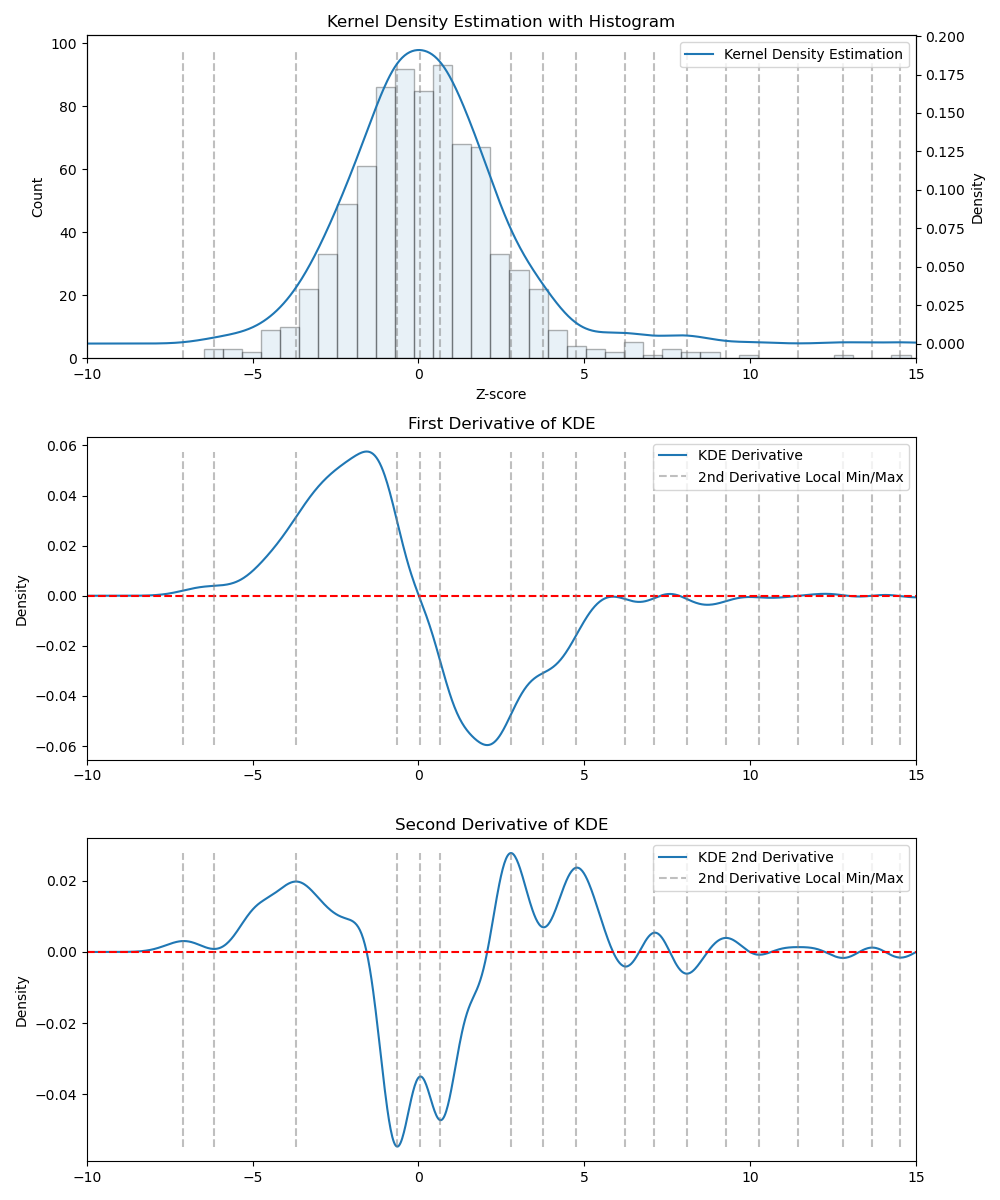 Kernel Density Estimation with Histogram
Kernel Density Estimation
100
80
60
40
20
0
Count
0.200
0.175
0.150
0.125
0.100
0.075
0.050
0.025
0.000
Density
−10 −5 0 5 10 15
Z-score
First Derivative of KDE
KDE Derivative
2nd Derivative Local Min/Max
0.06
0.04
0.02
0.00
−0.02
−0.04
−0.06
Density
−10 −5 0 5 10 15
Second Derivative of KDE
KDE 2nd Derivative
2nd Derivative Local Min/Max
0.02
0.00
−0.02
−0.04
Density
−10 −5 0 5 10 15